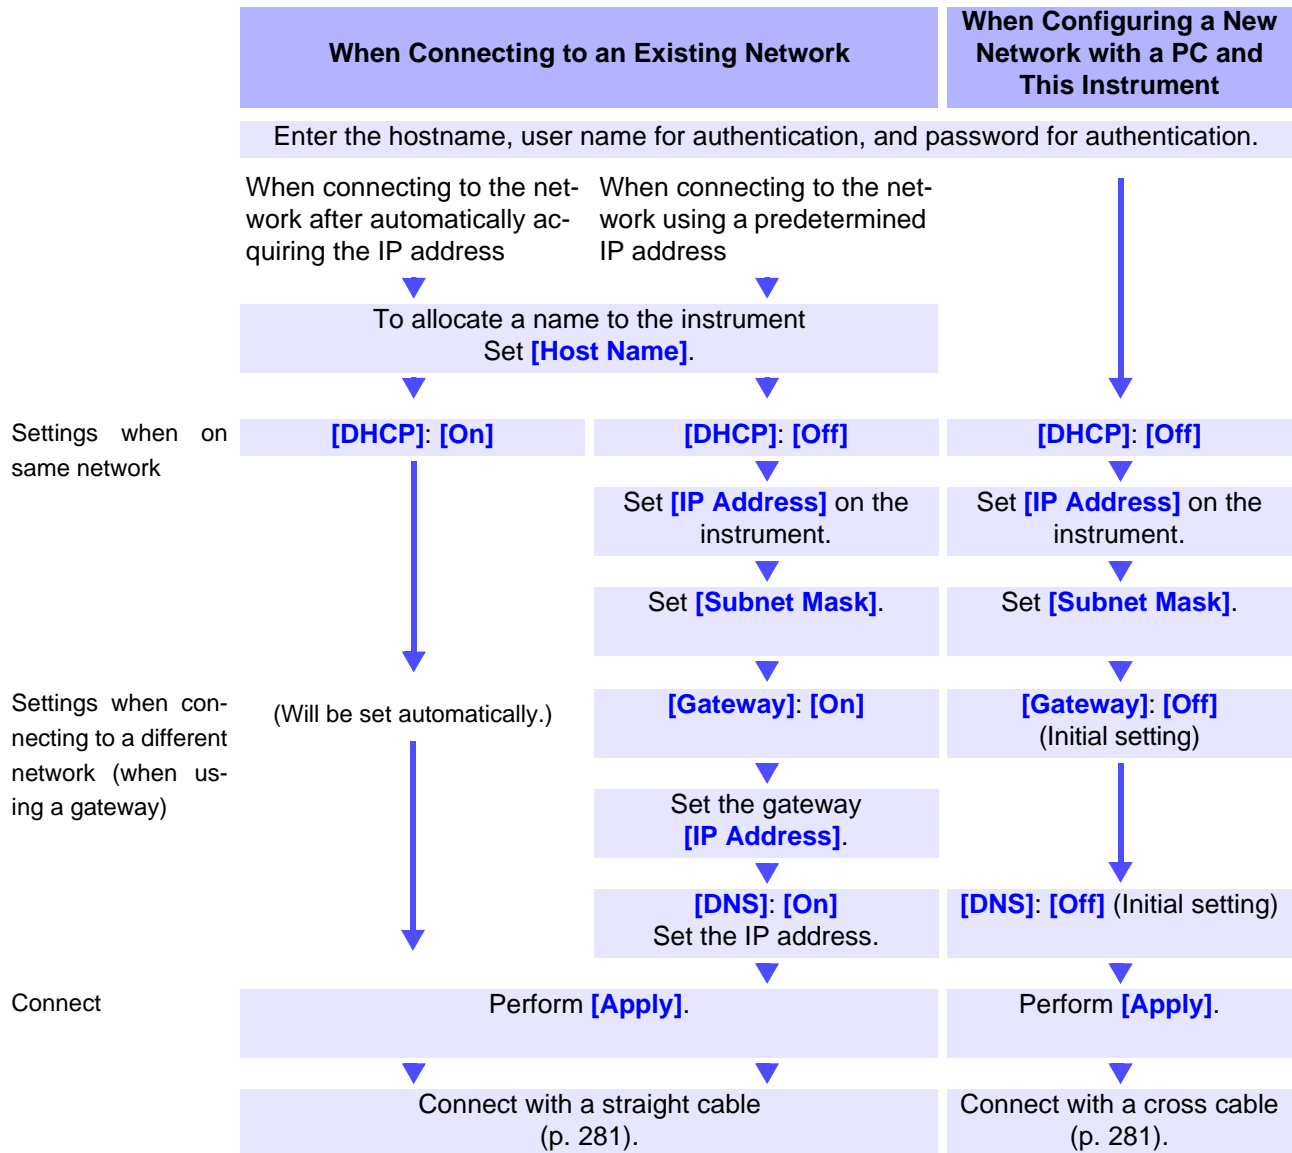 When Connecting to an Existing Network
When Configuring a New
Network with a PC and
This Instrument
Enter the hostname, user name for authentication, and password for authentication.
When connecting to the net-
work after automatically ac-
quiring the IP address
When connecting to the net-
work using a predetermined
IP address
To allocate a name to the instrument
Set [Host Name].
Settings when on
same network
[DHCP]: [On]
[DHCP]: [Off]
[DHCP]: [Off]
Set [IP Address] on the
instrument.
Set [IP Address] on the
instrument.
Set [Subnet Mask].
Set [Subnet Mask].
Settings when con-
necting to a different
network (when us-
ing a gateway)
(Will be set automatically.)
[Gateway]: [On]
[Gateway]: [Off]
(Initial setting)
Set the gateway
[IP Address].
[DNS]: [On]
Set the IP address.
[DNS]: [Off] (Initial setting)
Connect
Perform [Apply].
Perform [Apply].
Connect with a straight cable
(p. 281).
Connect with a cross cable
(p. 281).